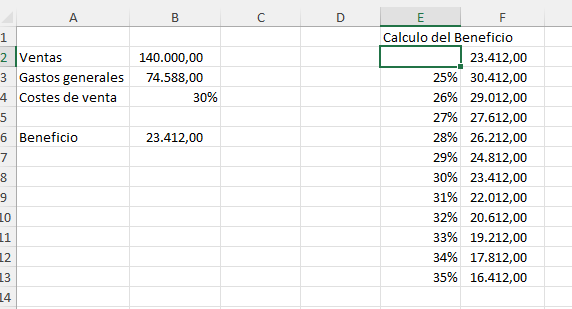 A B C D E F
1 Calculo del Beneficio
2 Ventas 140.000,00 23.412,00
3 Gastos generales 74.588,00 25% 30.412,00
4 Costes de venta 30% 26% 29.012,00
5 27% 27.612,00
6 Beneficio 23.412,00 28% 26.212,00
7 29% 24.812,00
8 30% 23.412,00
9 31% 22.012,00
10 32% 20.612,00
11 33% 19.212,00
12 34% 17.812,00
13 35% 16.412,00
14